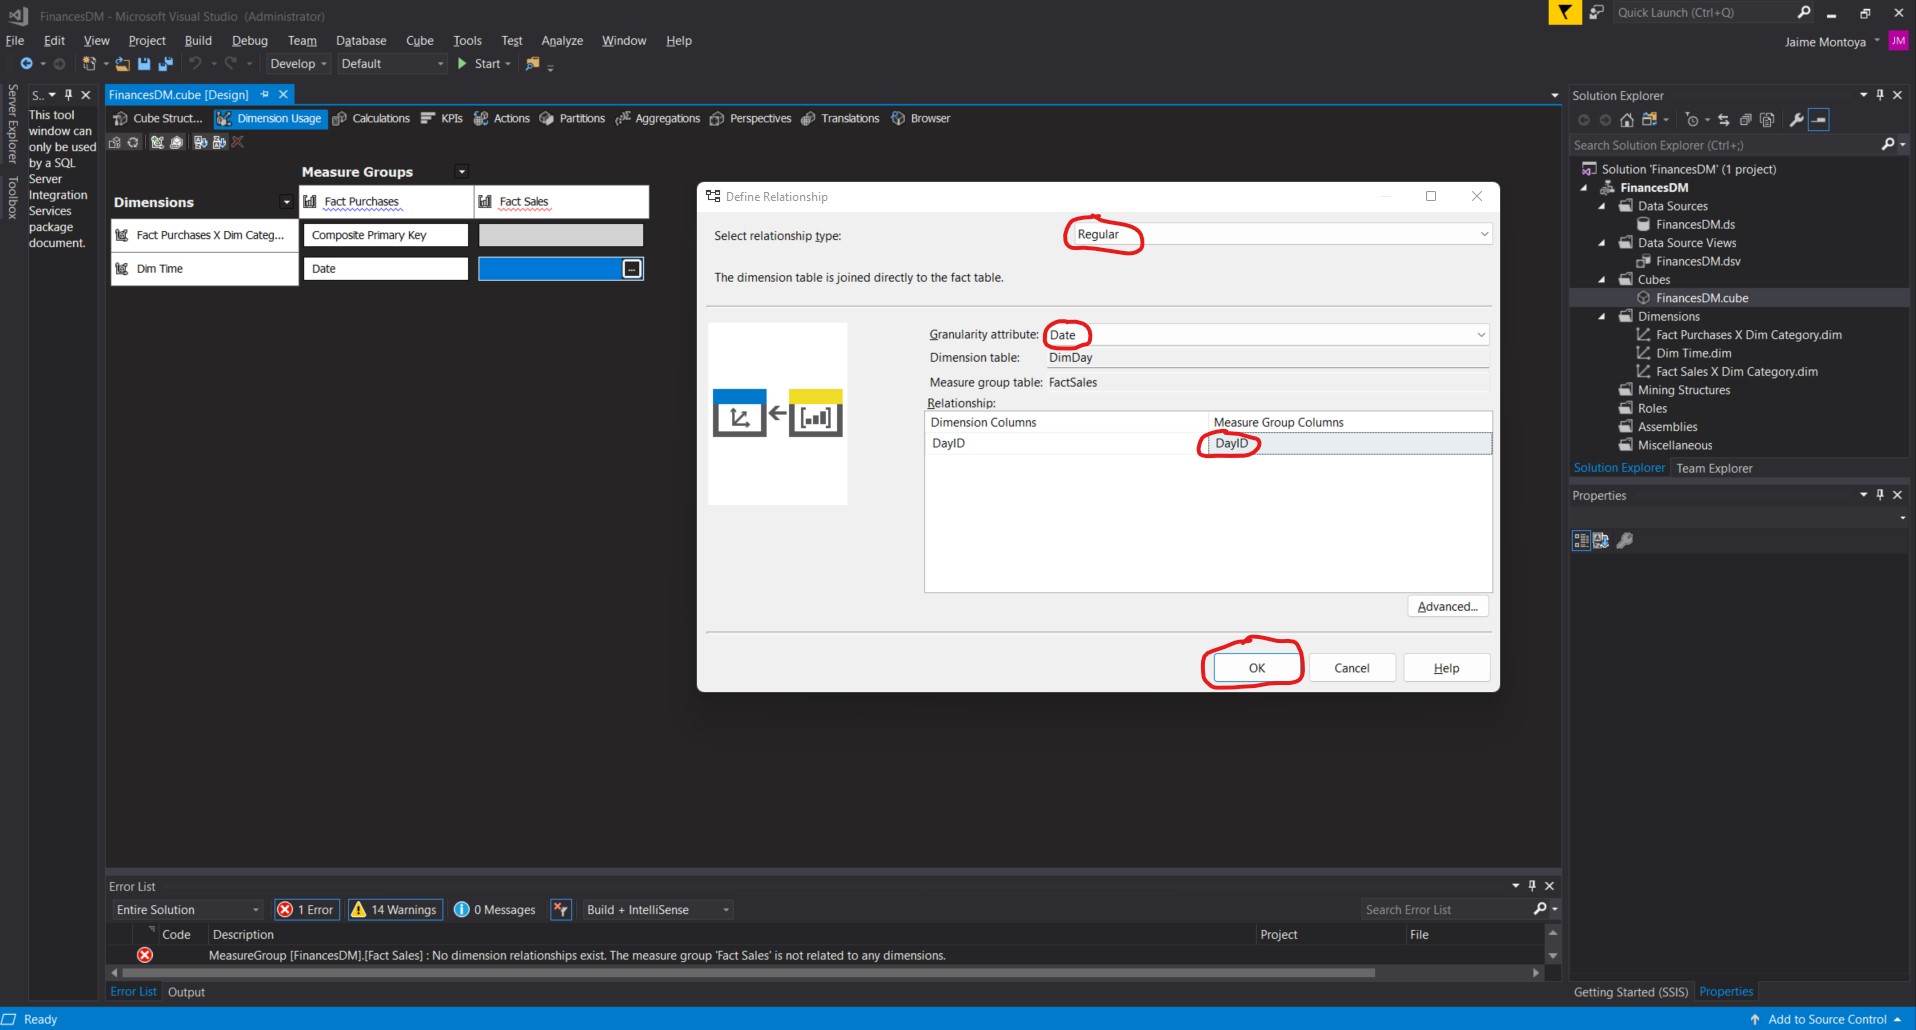 FinancesDM - Microsoft Visual Studio (Administrator)
Quick Launch (Ctrl+Q)
File Edit View Project Build Debug Team Database Cube Tools Test Analyze Window Help
Jaime Montoya JM
Develop Default Start
Server Explorer
Toolbox
S..
This tool
window can
only be used
by a SQL
Server
Integration
Services
package
document.
FinancesDM.cube [Design]
Cube Struct... Dimension Usage Calculations KPIs Actions Partitions Aggregations Perspectives Translations Browser
Measure Groups
Dimensions
Fact Purchases Fact Sales
Fact Purchases X Dim Categ... Composite Primary Key
Dim Time Date ...
Define Relationship
Select relationship type: Regular
The dimension table is joined directly to the fact table.
Granularity attribute: Date
Dimension table: DimDay
Measure group table: FactSales
Relationship:
Dimension Columns Measure Group Columns
DayID DayID
Advanced...
OK Cancel Help
Solution Explorer
Search Solution Explorer (Ctrl+;)
Solution 'FinancesDM' (1 project)
FinancesDM
Data Sources
FinancesDM.ds
Data Source Views
FinancesDM.dsv
Cubes
FinancesDM.cube
Dimensions
Fact Purchases X Dim Category.dim
Dim Time.dim
Fact Sales X Dim Category.dim
Mining Structures
Roles
Assemblies
Miscellaneous
Solution Explorer Team Explorer
Properties
Error List
Entire Solution 1 Error 14 Warnings 0 Messages Build + IntelliSense Search Error List
Code Description Project File
MeasureGroup [FinancesDM].[Fact Sales] : No dimension relationships exist. The measure group 'Fact Sales' is not related to any dimensions.
Error List Output
Getting Started (SSIS) Properties
Ready
Add to Source Control